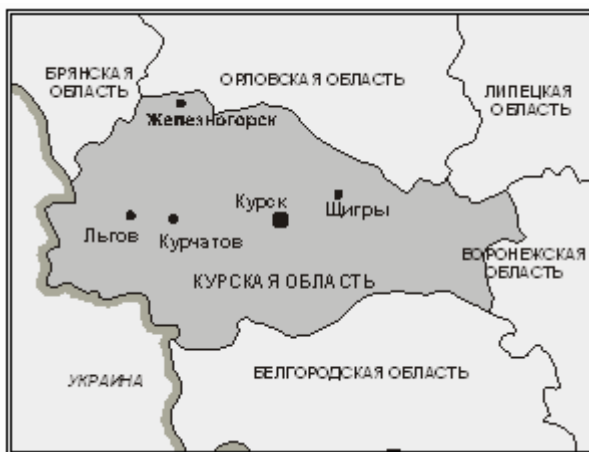 БРЯНСКАЯ
ОБЛАСТЬ
ОРЛОВСКАЯ ОБЛАСТЬ
ЛИПЕЦКАЯ
ОБЛАСТЬ
Железногорск
Курск
Щигры
Льгов
Курчатов
ВОРОНЕЖСКАЯ
ОБЛАСТЬ
КУРСКАЯ ОБЛАСТЬ
УКРАИНА
БЕЛГОРОДСКАЯ ОБЛАСТЬ